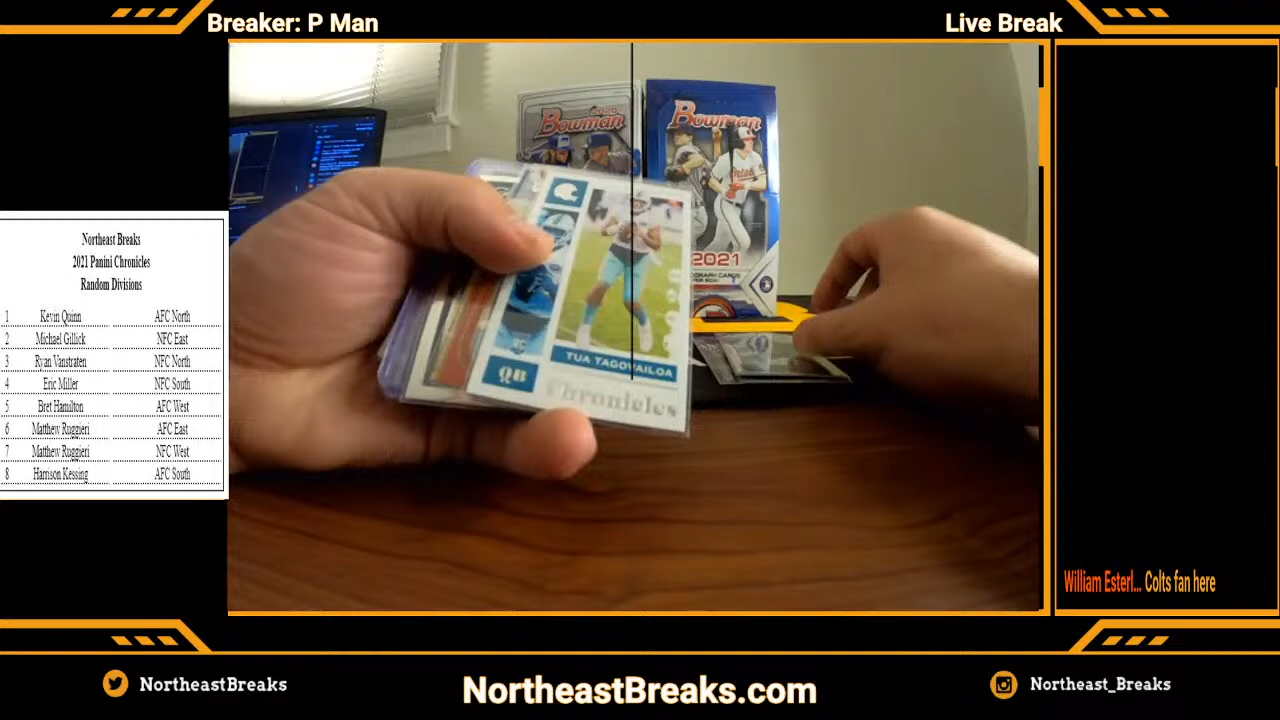 Breaker: P Man
Live Break
Northeast Breaks
2021 Panini Chronicles
Random Divisions
1 Kevin Quinn AFC North
2 Michael Gillick NFC East
3 Ryan Vanstraten NFC North
4 Eric Miller NFC South
5 Bret Hamilton AFC West
6 Matthew Ruggieri AFC East
7 Matthew Ruggieri NFC West
8 Harrison Kessing AFC South
2020
Bowman
Bowman
2021
TUA TAGOVAILOA
QB
Chronicles
William Esterl... Colts fan here
NortheastBreaks
NortheastBreaks.com
Northeast_Breaks